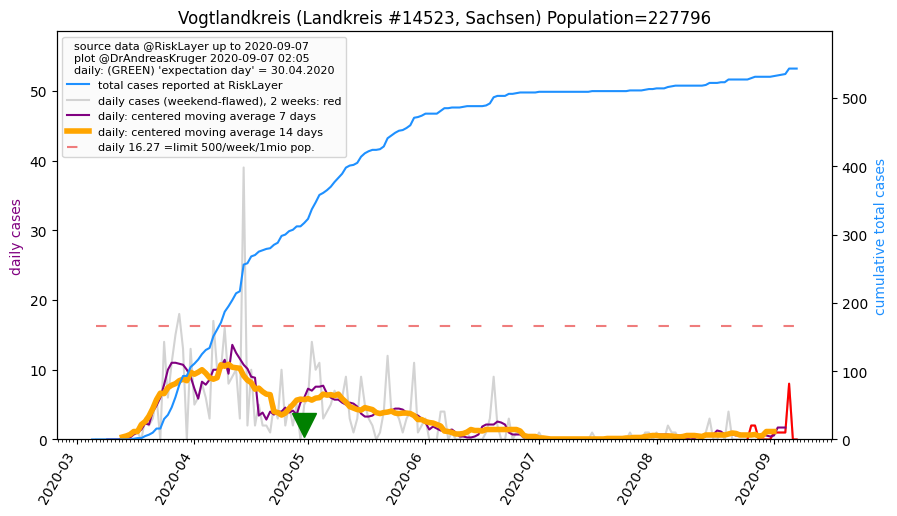 Vogtlandkreis (Landkreis #14523, Sachsen) Population=227796
source data @RiskLayer up to 2020-09-07
plot @DrAndreasKruger 2020-09-07 02:05
daily: (GREEN) 'expectation day' = 30.04.2020
total cases reported at RiskLayer
daily cases (weekend-flawed), 2 weeks: red
daily: centered moving average 7 days
daily: centered moving average 14 days
daily 16.27 =limit 500/week/1mio pop.
daily cases
50
40
30
20
10
0
cumulative total cases
500
400
300
200
100
0
2020-03
2020-04
2020-05
2020-06
2020-07
2020-08
2020-09